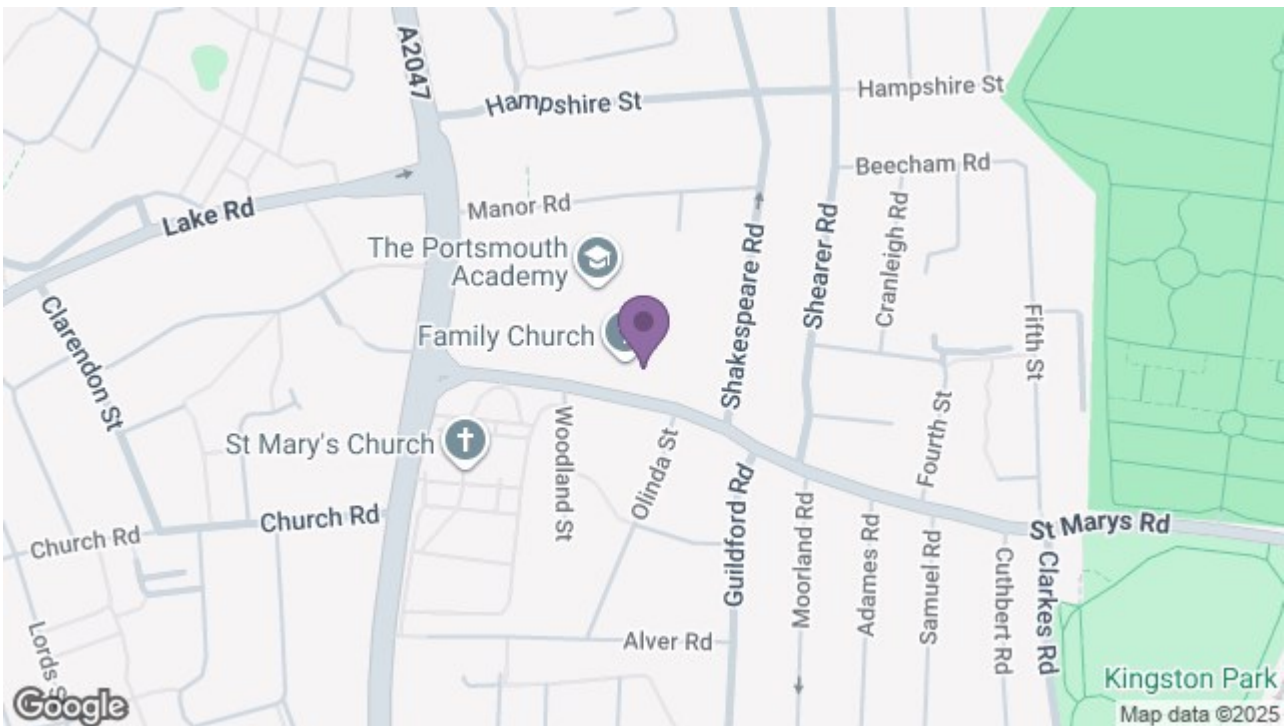 A2047
Hampshire St
Hampshire St
Beecham Rd
Lake Rd
Manor Rd
Cranleigh Rd
The Portsmouth
Academy
Shakespeare Rd
Shearer Rd
Family Church
Clarendon St
Fifth St
St Mary's Church
Woodland St
Olinda St
Fourth St
Guildford Rd
Moorland Rd
Church Rd
Church Rd
St Marys Rd
Adames Rd
Samuel Rd
Cuthbert Rd
Clarkes Rd
Lords S
Alver Rd
Kingston Park
Google
Map data ©2025